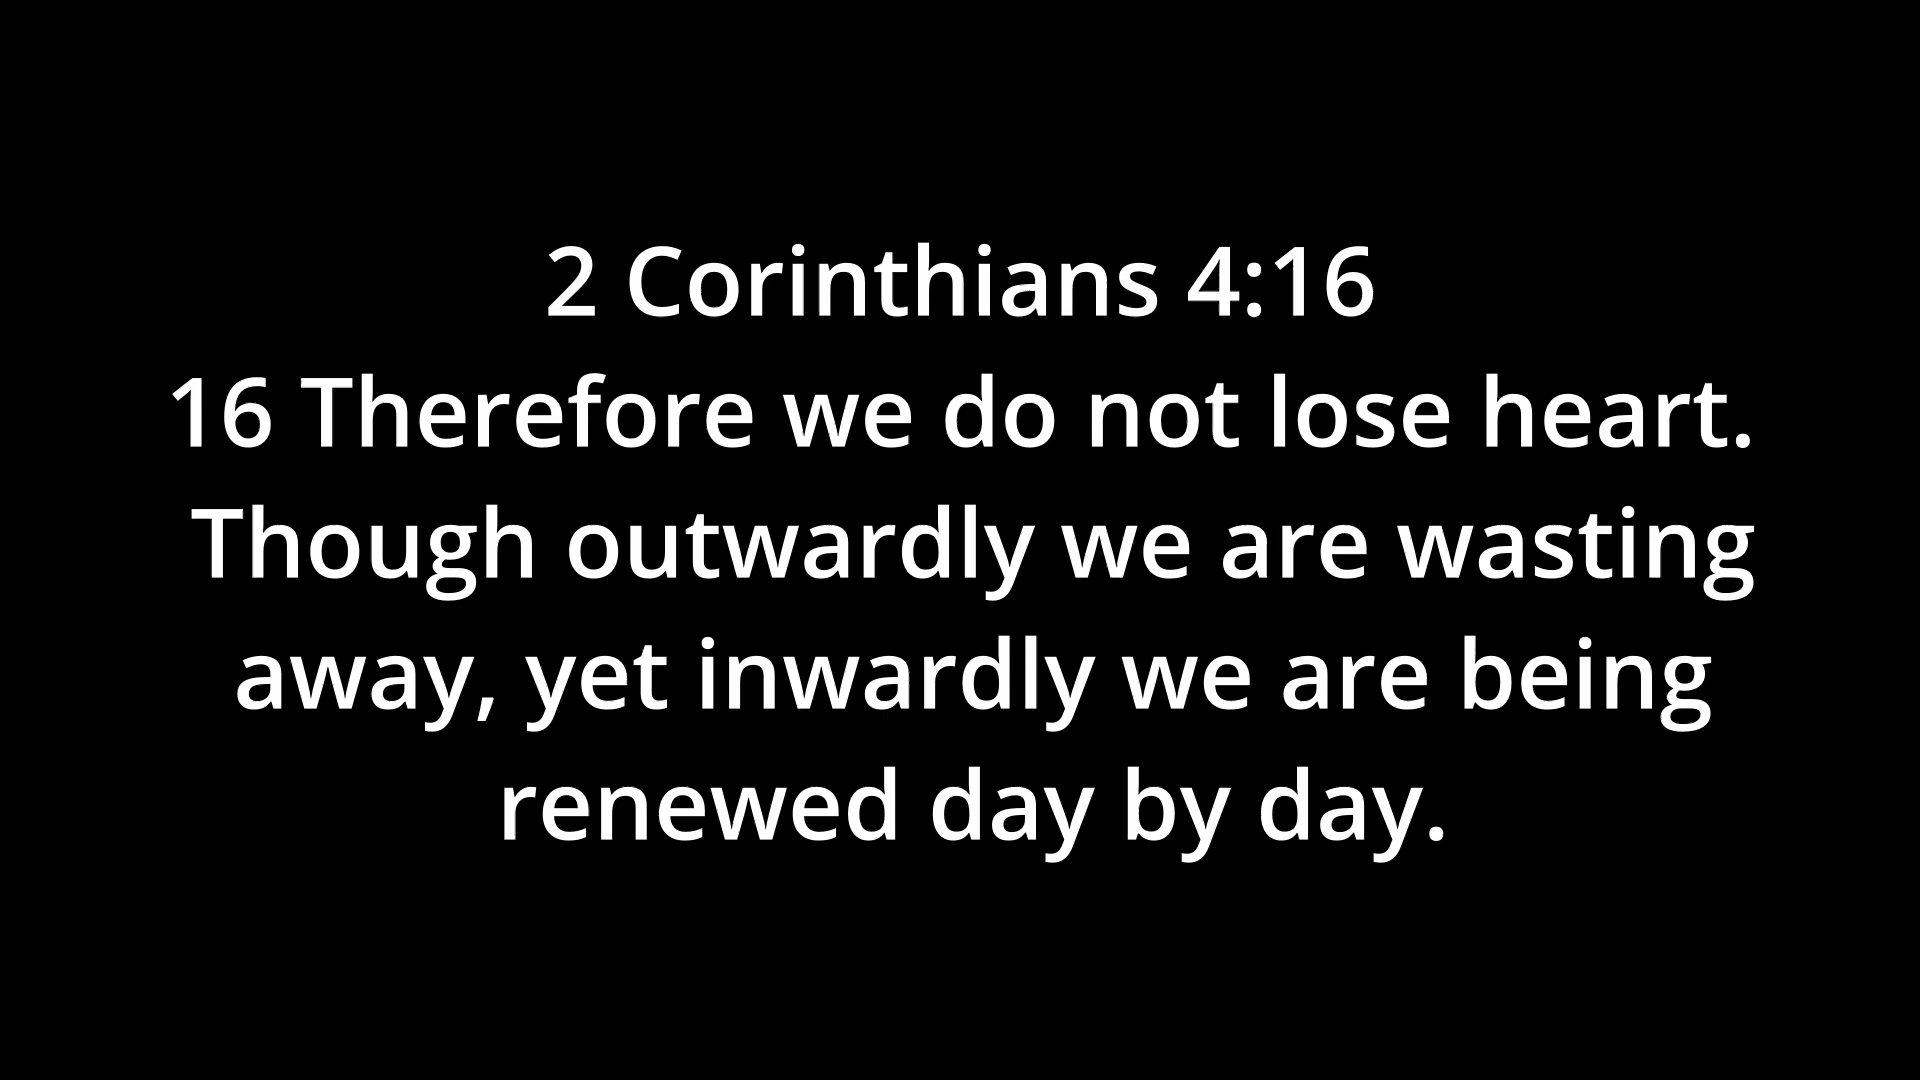 2 Corinthians 4:16
16 Therefore we do not lose heart.
Though outwardly we are wasting
away, yet inwardly we are being
renewed day by day.